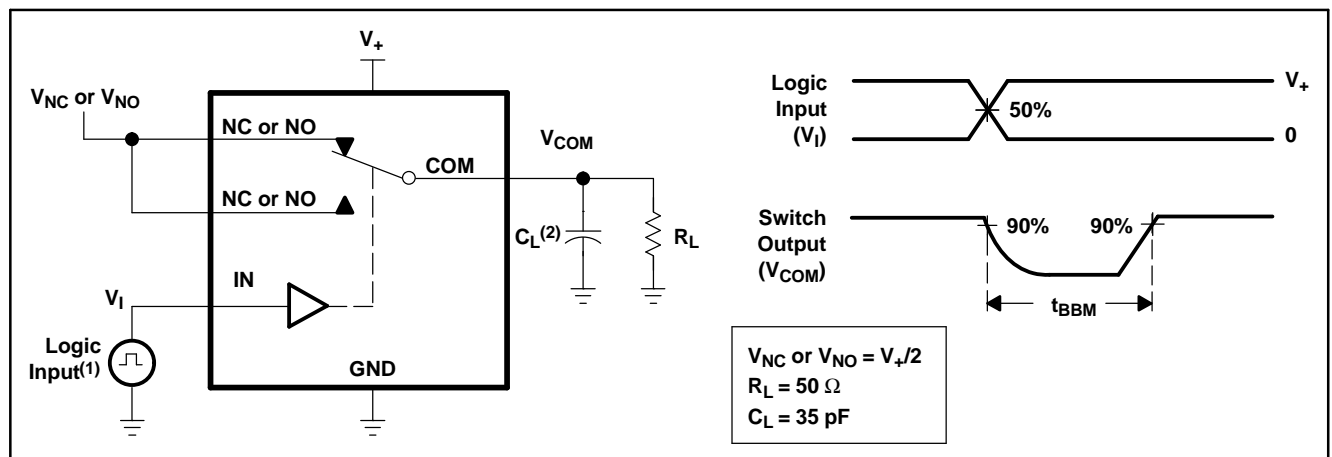 V+
VNC or VNO
NC or NO
VCOM
COM
NC or NO
CL(2)
RL
IN
VI
Logic
Input(1)
GND
Logic
Input
(VI)
V+
50%
0
Switch
Output
(VCOM)
90%
90%
tBBM
VNC or VNO = V+/2
RL = 50 Ω
CL = 35 pF